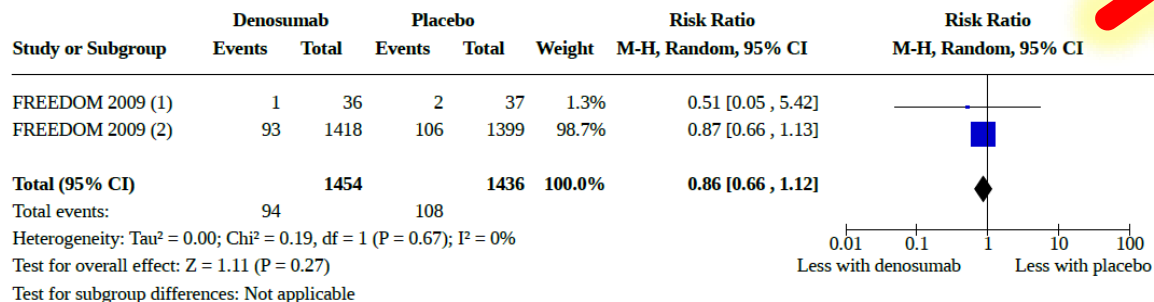 Denosumab Placebo Risk Ratio Risk Ratio
Study or Subgroup Events Total Events Total Weight M-H, Random, 95% CI M-H, Random, 95% CI
FREEDOM 2009 (1) 1 36 2 37 1.3% 0.51 [0.05 , 5.42]
FREEDOM 2009 (2) 93 1418 106 1399 98.7% 0.87 [0.66 , 1.13]
Total (95% CI) 1454 1436 100.0% 0.86 [0.66 , 1.12]
Total events: 94 108
Heterogeneity: Tau² = 0.00; Chi² = 0.19, df = 1 (P = 0.67); I² = 0%
0.01 0.1 1 10 100
Test for overall effect: Z = 1.11 (P = 0.27)
Less with denosumab Less with placebo
Test for subgroup differences: Not applicable